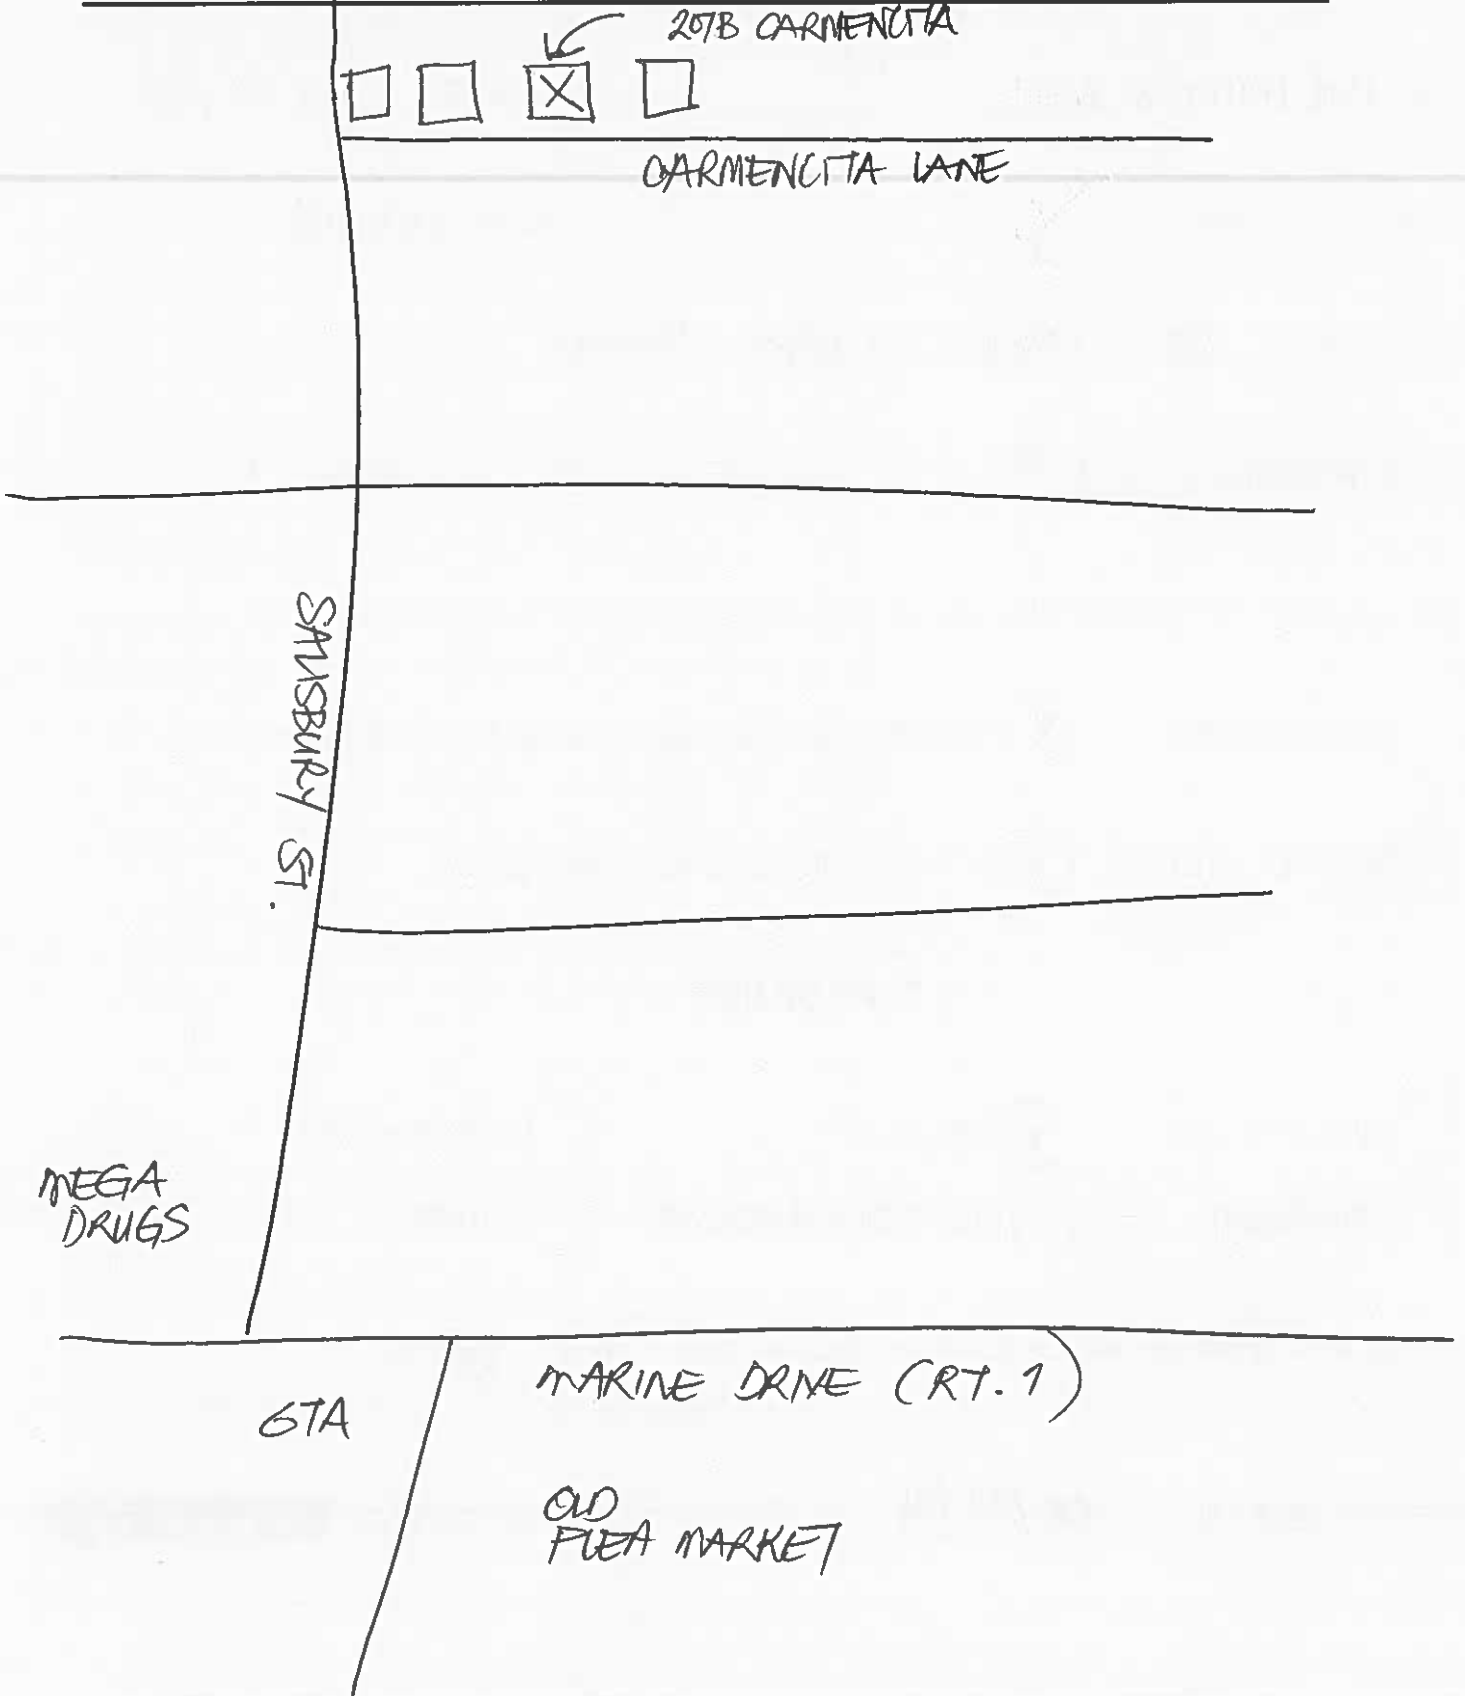 207B CARMENCITA
CARMENCITA LANE
SALISBURY ST.
MEGA
DRUGS
MARINE DRIVE (RT. 1)
GTA
OLD
FLEA MARKET